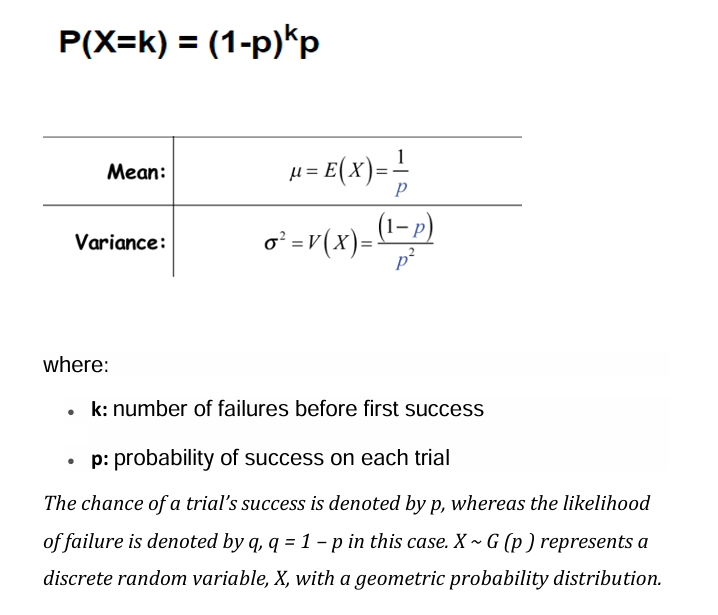 P(X=k) = (1-p)ᵏp
Mean: μ = E(X) = 1/p
Variance: σ² = V(X) = (1−p)/p²
where:
• k: number of failures before first success
• p: probability of success on each trial
The chance of a trial’s success is denoted by p, whereas the likelihood
of failure is denoted by q, q = 1 – p in this case. X ~ G (p ) represents a
discrete random variable, X, with a geometric probability distribution.